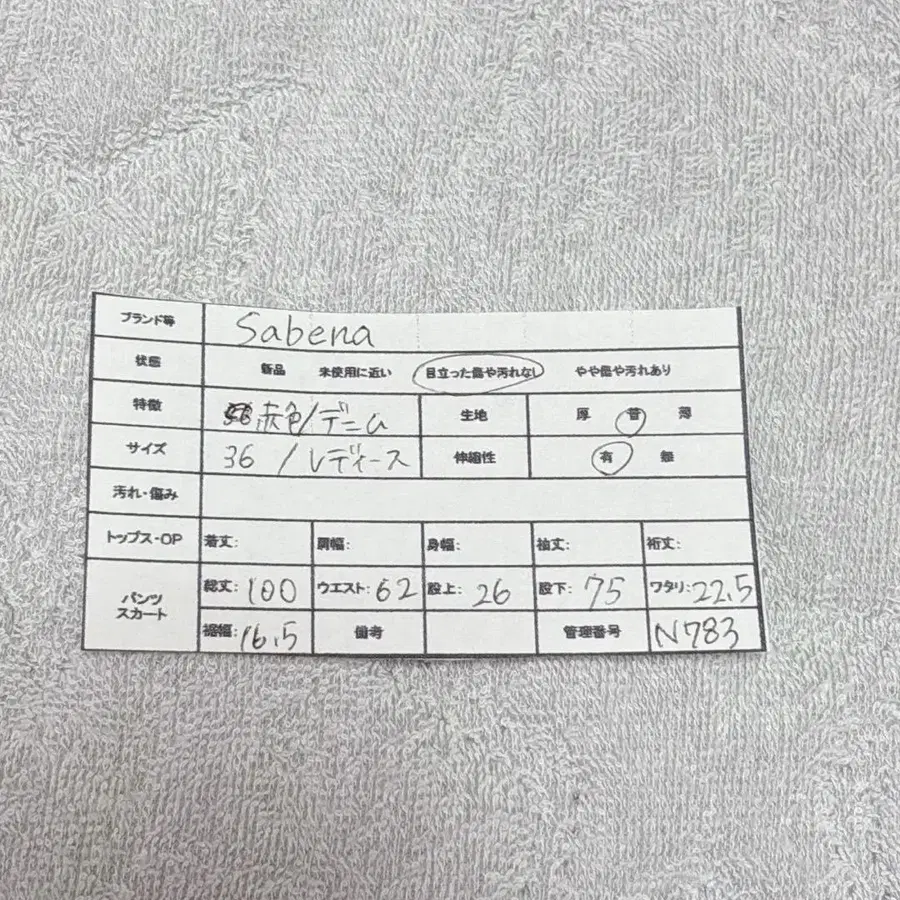 ブランド等 Sabena
状態 新品 未使用に近い 目立った傷や汚れなし やや傷や汚れあり
特徴 赤色/デニム 生地 厚 普 薄
サイズ 36 / レディース 伸縮性 有 無
汚れ・傷み
トップス・OP 着丈: 肩幅: 身幅: 袖丈: 裄丈:
パンツ スカート 総丈: 100 ウエスト: 62 股上: 26 股下: 75 ワタリ: 22.5
裾幅: 16.5 備考 管理番号 N783